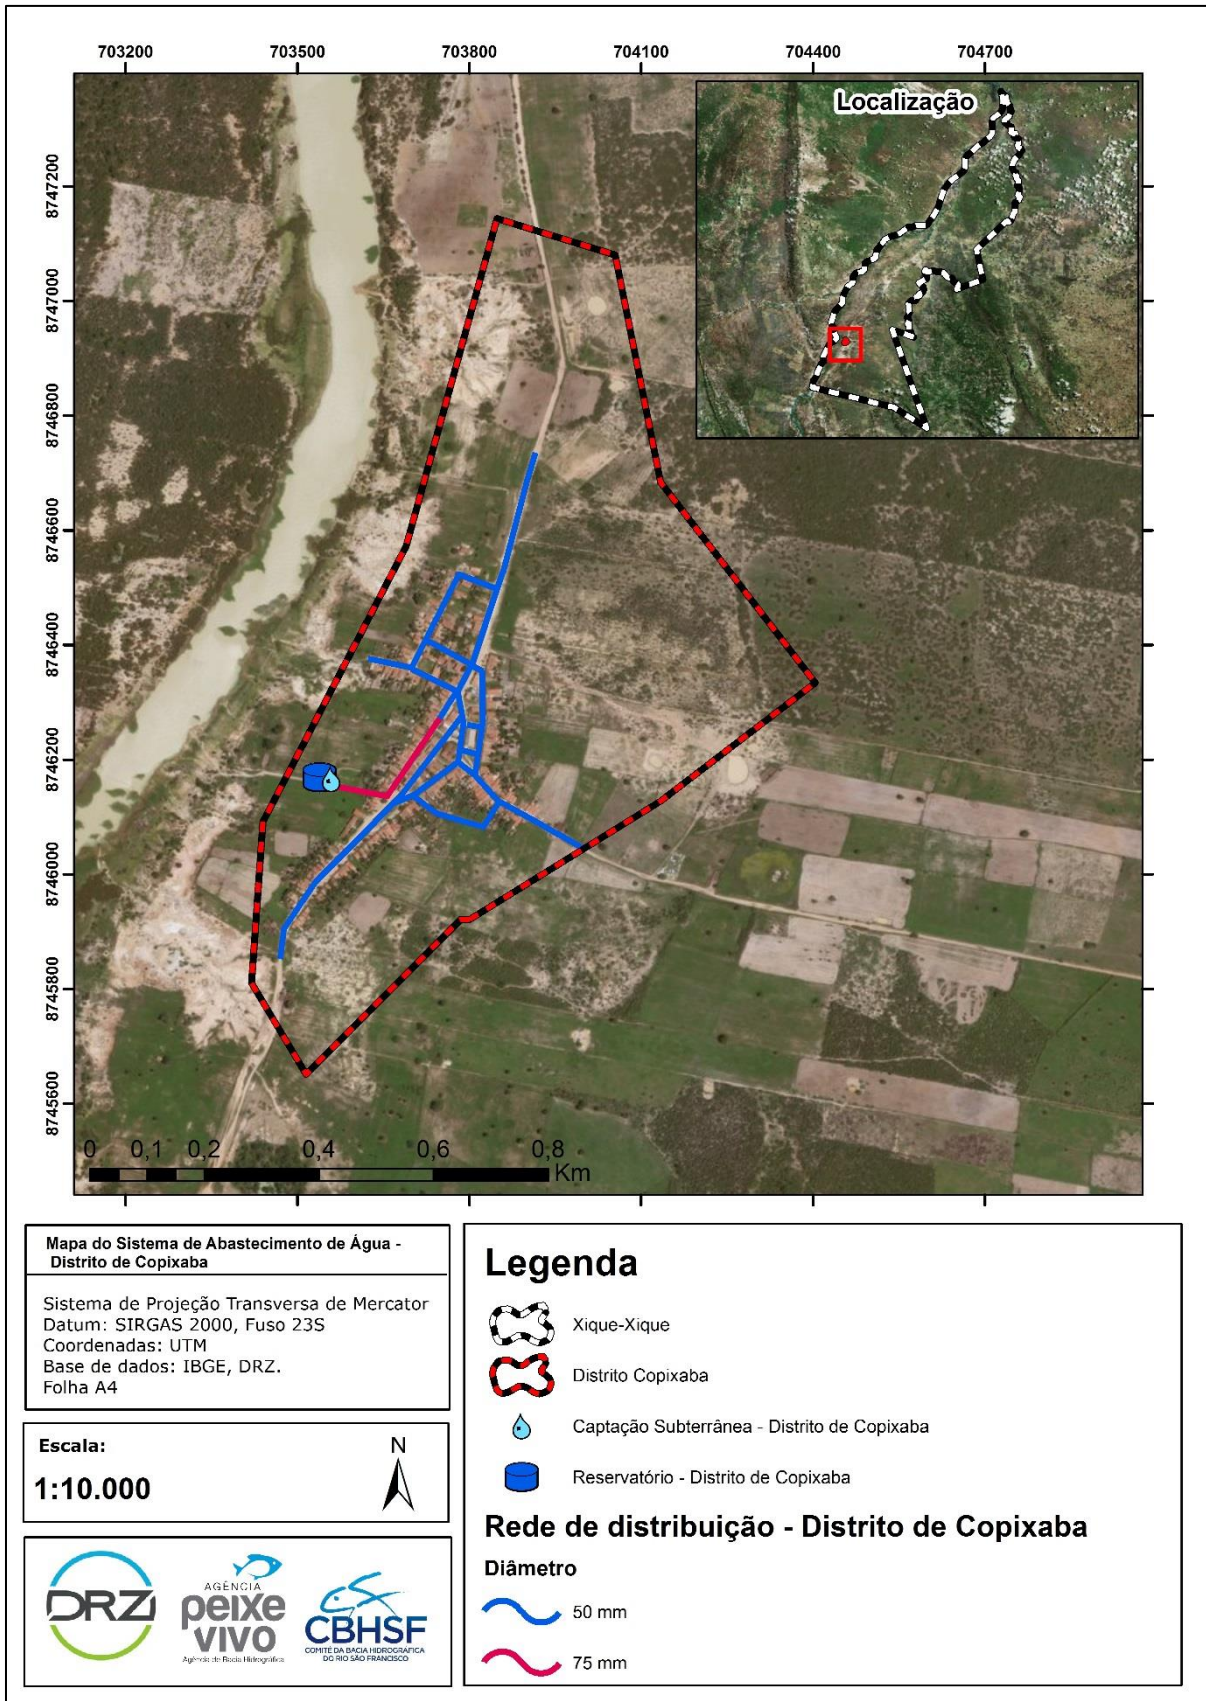 703200 703500 703800 704100 704400 704700
Localização
8747200
8747000
8746800
8746600
8746400
8746200
8746000
8745800
8745600
0 0,1 0,2 0,4 0,6 0,8
Km
Mapa do Sistema de Abastecimento de Água -
Distrito de Copixaba
Sistema de Projeção Transversa de Mercator
Datum: SIRGAS 2000, Fuso 23S
Coordenadas: UTM
Base de dados: IBGE, DRZ.
Folha A4
Escala:
1:10.000
N
DRZ
AGÊNCIA
peixe
vivo
Agência de Bacia Hidrográfica
CBHSF
COMITÊ DA BACIA HIDROGRÁFICA
DO RIO SÃO FRANCISCO
Legenda
Xique-Xique
Distrito Copixaba
Captação Subterrânea - Distrito de Copixaba
Reservatório - Distrito de Copixaba
Rede de distribuição - Distrito de Copixaba
Diâmetro
50 mm
75 mm